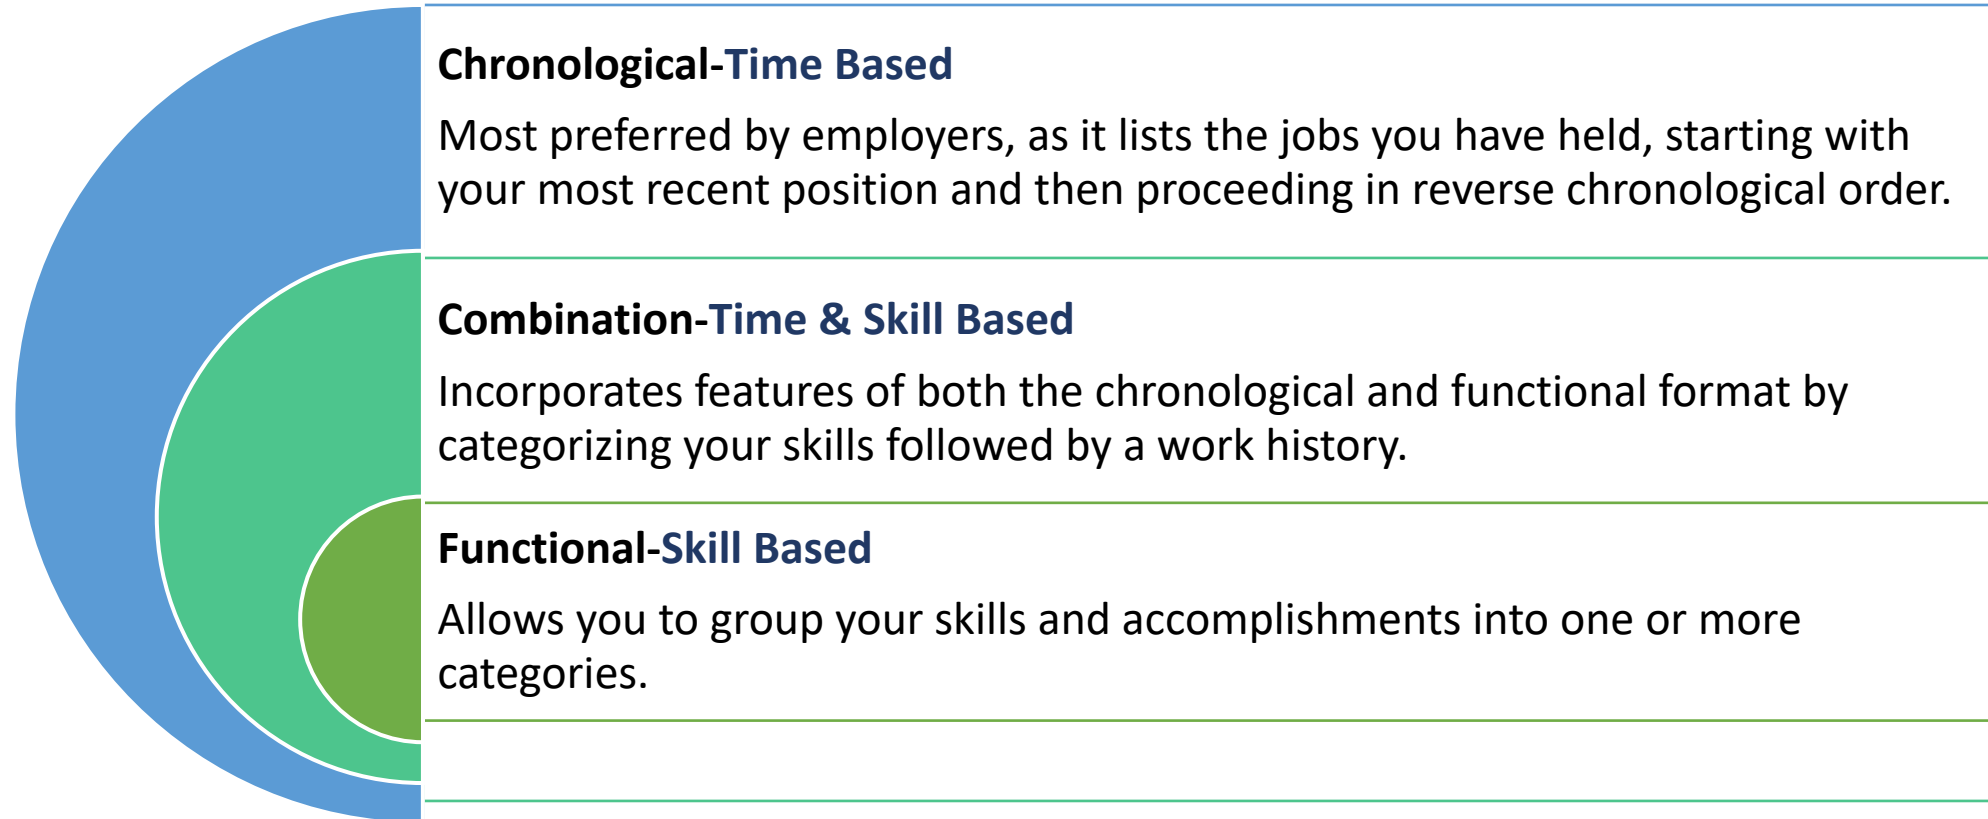 Chronological-Time Based
Most preferred by employers, as it lists the jobs you have held, starting with
your most recent position and then proceeding in reverse chronological order.
Combination-Time & Skill Based
Incorporates features of both the chronological and functional format by
categorizing your skills followed by a work history.
Functional-Skill Based
Allows you to group your skills and accomplishments into one or more
categories.